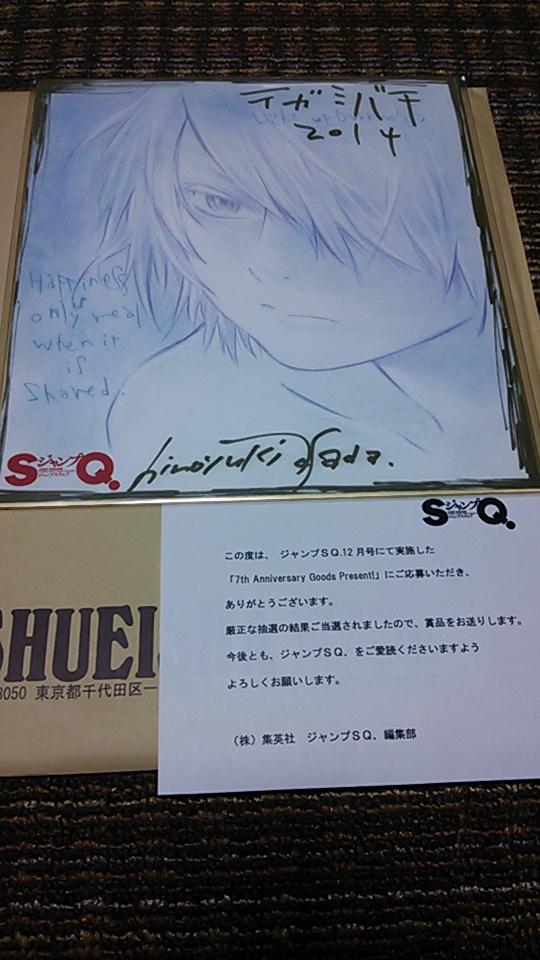 テガミバチ
2014
Happiness
is
only real
when it
is
shared.
ジャンプSQ.
hiroyuki asada.
ジャンプSQ.
この度は、ジャンプSQ.12月号にて実施した
「7th Anniversary Goods Present!」にご応募いただき、
ありがとうございます。
厳正な抽選の結果ご当選されましたので、賞品をお送りします。
今後とも、ジャンプSQ.をご愛読くださいますよう
よろしくお願いします。
(株)集英社 ジャンプSQ.編集部
SHUEI
8050 東京都千代田区一